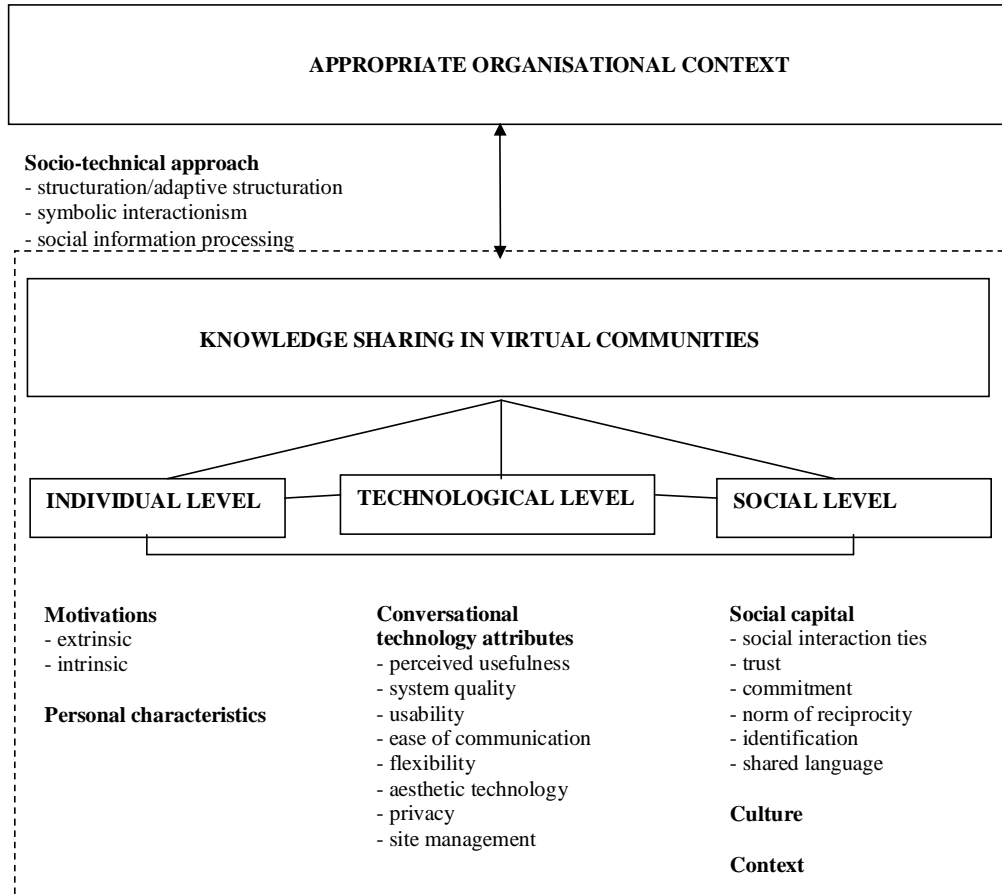 APPROPRIATE ORGANISATIONAL CONTEXT
Socio-technical approach
- structuration/adaptive structuration
- symbolic interactionism
- social information processing
KNOWLEDGE SHARING IN VIRTUAL COMMUNITIES
INDIVIDUAL LEVEL
TECHNOLOGICAL LEVEL
SOCIAL LEVEL
Motivations
- extrinsic
- intrinsic
Personal characteristics
Conversational
technology attributes
- perceived usefulness
- system quality
- usability
- ease of communication
- flexibility
- aesthetic technology
- privacy
- site management
Social capital
- social interaction ties
- trust
- commitment
- norm of reciprocity
- identification
- shared language
Culture
Context